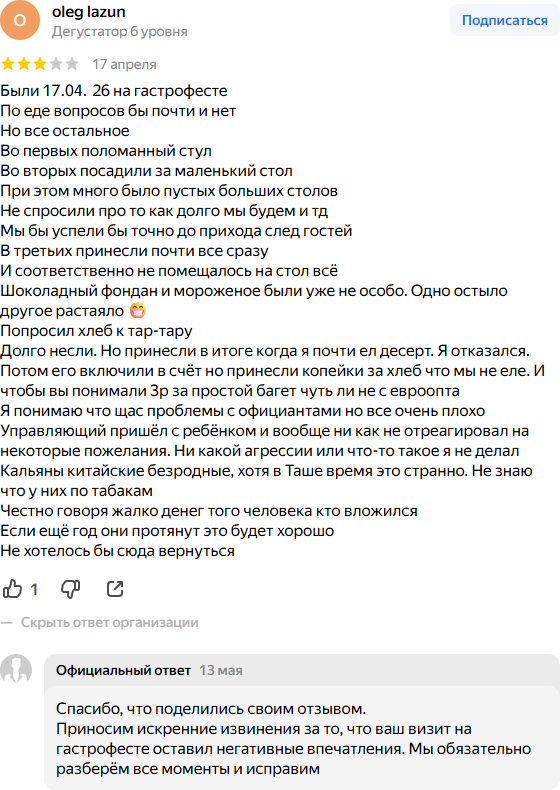 O
oleg lazun
Дегустатор 6 уровня
Подписаться
17 апреля
Были 17.04. 26 на гастрофесте
По еде вопросов бы почти и нет
Но все остальное
Во первых поломанный стул
Во вторых посадили за маленький стол
При этом много было пустых больших столов
Не спросили про то как долго мы будем и тд
Мы бы успели бы точно до прихода след гостей
В третьих принесли почти все сразу
И соответственно не помещалось на стол всё
Шоколадный фондан и мороженое были уже не особо. Одно остыло
другое растаяло 😁
Попросил хлеб к тар-тару
Долго несли. Но принесли в итоге когда я почти ел десерт. Я отказался.
Потом его включили в счёт но принесли копейки за хлеб что мы не еле. И
чтобы вы понимали 3р за простой багет чуть ли не с евроопта
Я понимаю что щас проблемы с официантами но все очень плохо
Управляющий пришёл с ребёнком и вообще ни как не отреагировал на
некоторые пожелания. Ни какой агрессии или что-то такое я не делал
Кальяны китайские безродные, хотя в Таше время это странно. Не знаю
что у них по табакам
Честно говоря жалко денег того человека кто вложился
Если ещё год они протянут это будет хорошо
Не хотелось бы сюда вернуться
1
— Скрыть ответ организации
Официальный ответ 13 мая
Спасибо, что поделились своим отзывом.
Приносим искренние извинения за то, что ваш визит на
гастрофесте оставил негативные впечатления. Мы обязательно
разберём все моменты и исправим